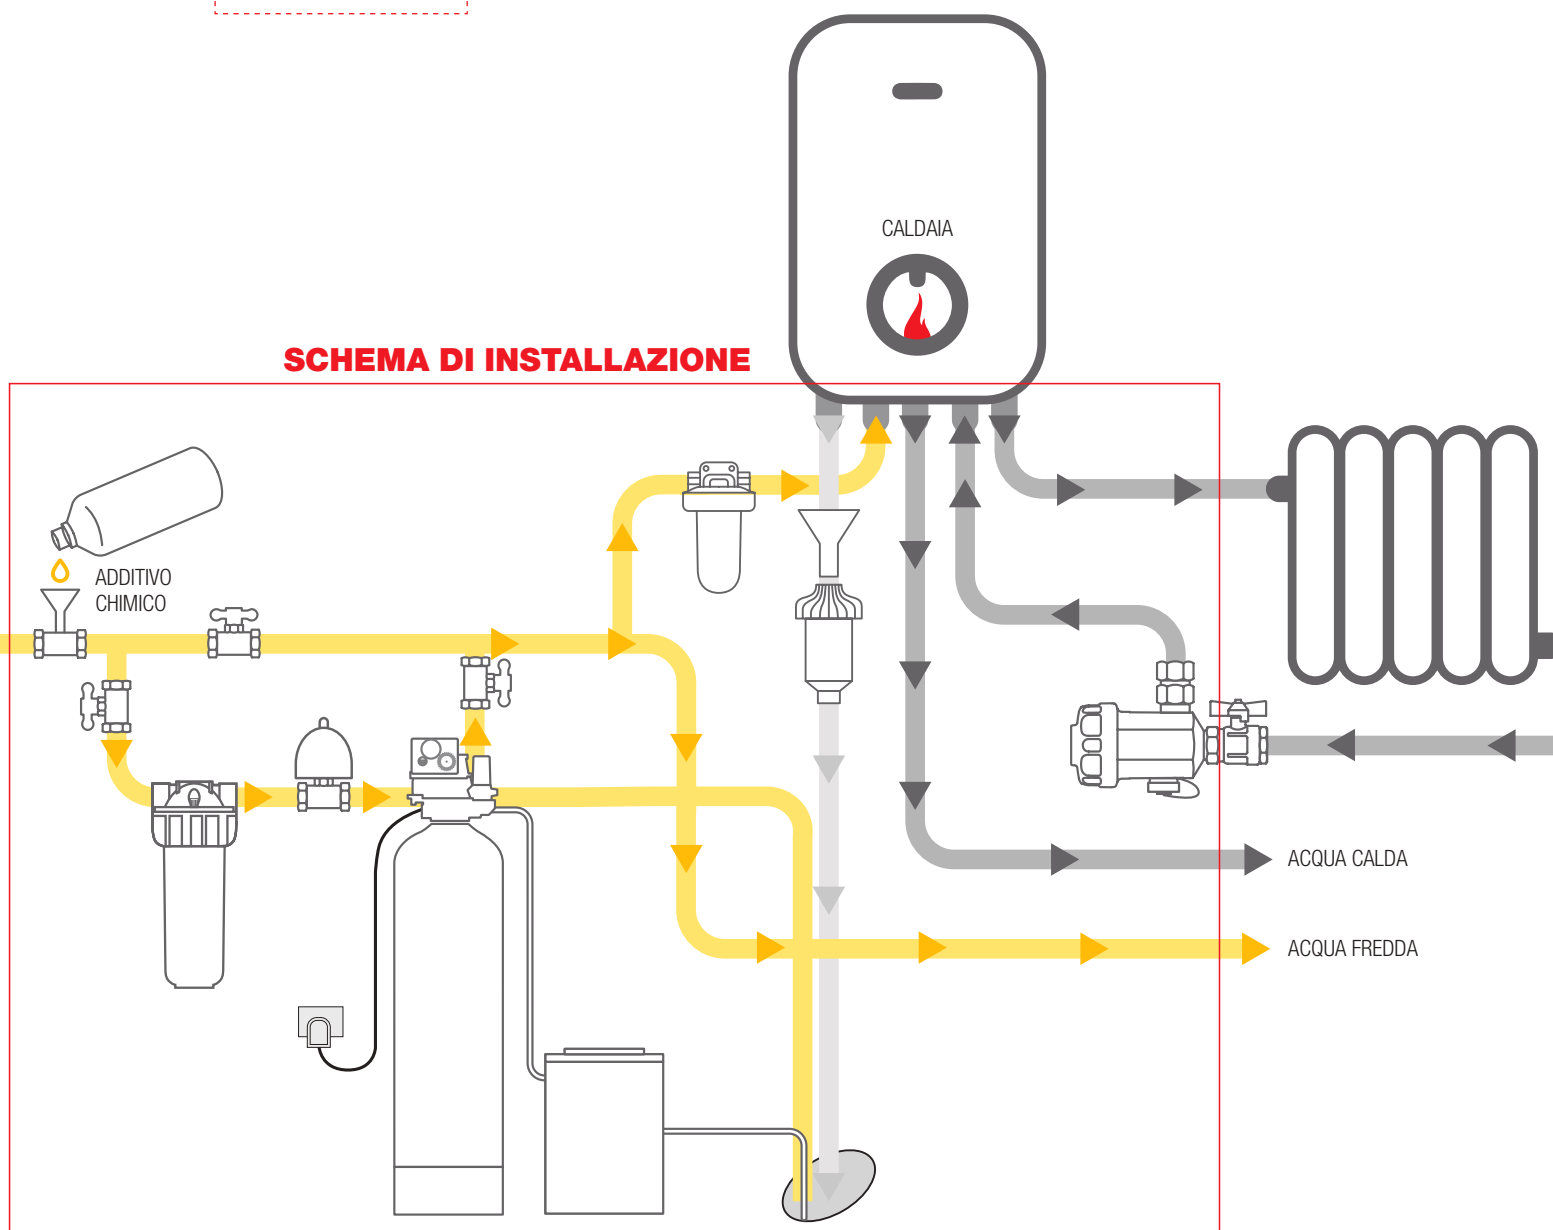 CALDAIA
SCHEMA DI INSTALLAZIONE
ADDITIVO
CHIMICO
ACQUA CALDA
ACQUA FREDDA